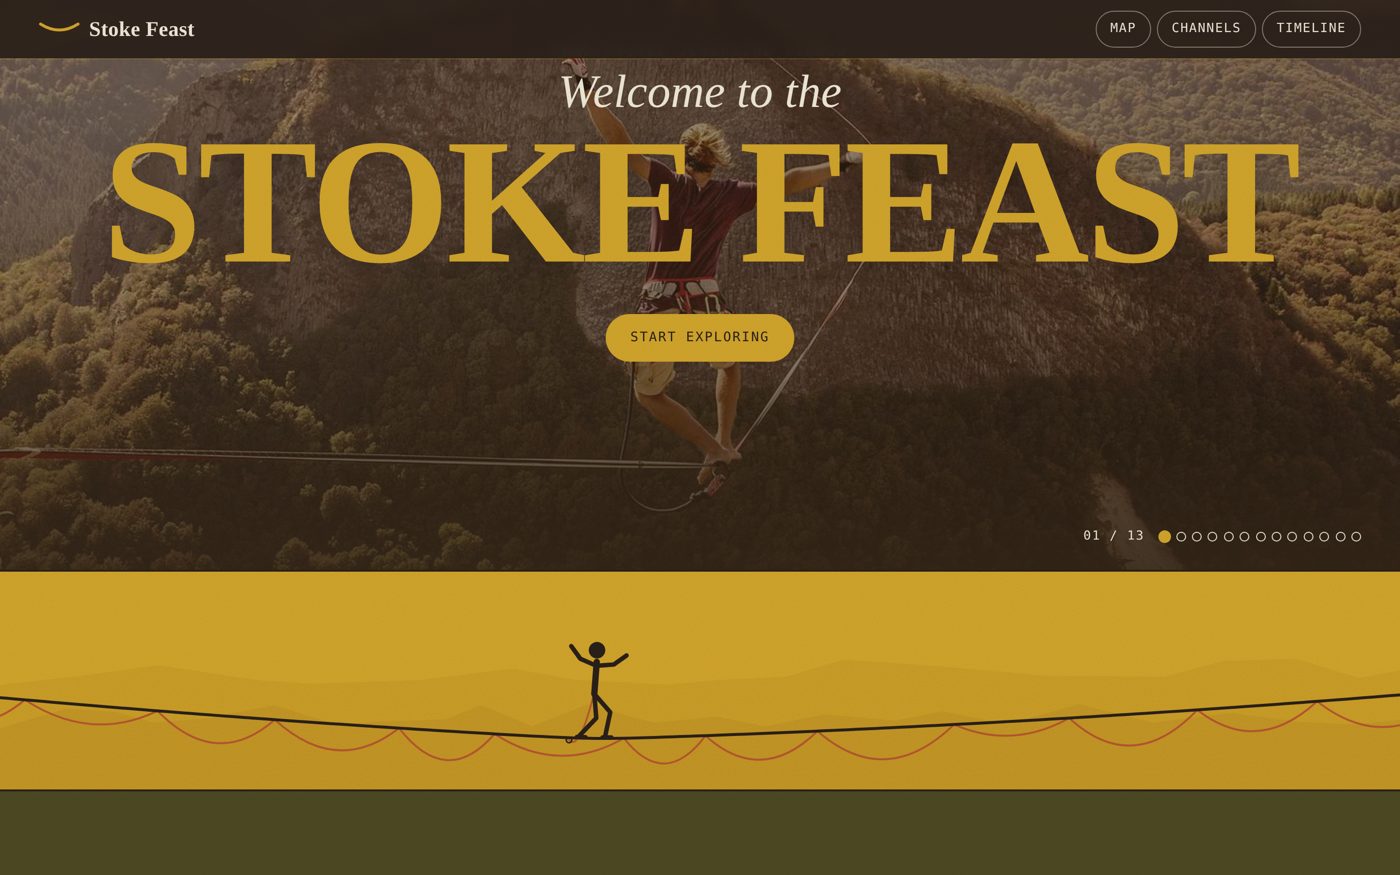 Stoke Feast
MAP
CHANNELS
TIMELINE
Welcome to the
STOKE FEAST
START EXPLORING
01 / 13